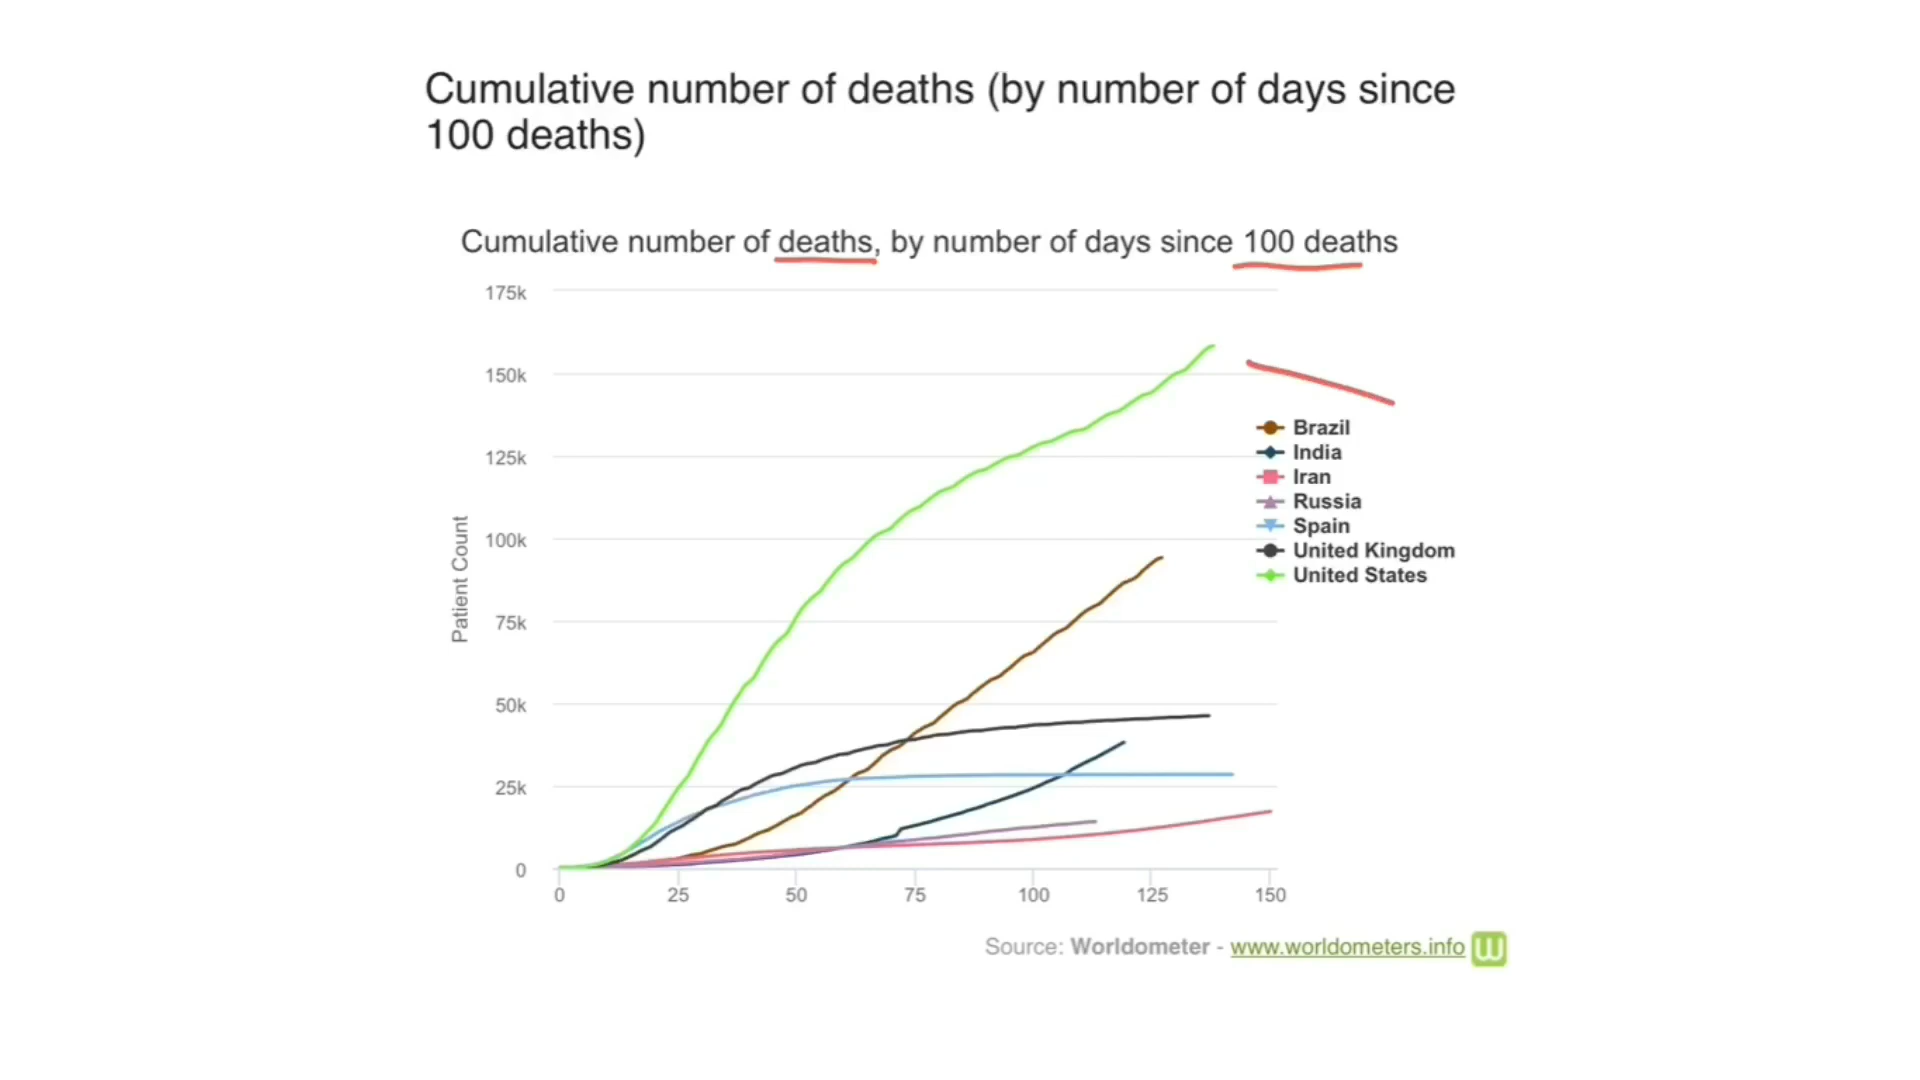 Cumulative number of deaths (by number of days since
100 deaths)
Cumulative number of deaths, by number of days since 100 deaths
175k
150k
125k
100k
75k
50k
25k
0
Patient Count
Brazil
India
Iran
Russia
Spain
United Kingdom
United States
0 25 50 75 100 125 150
Source: Worldometer - www.worldometers.info W